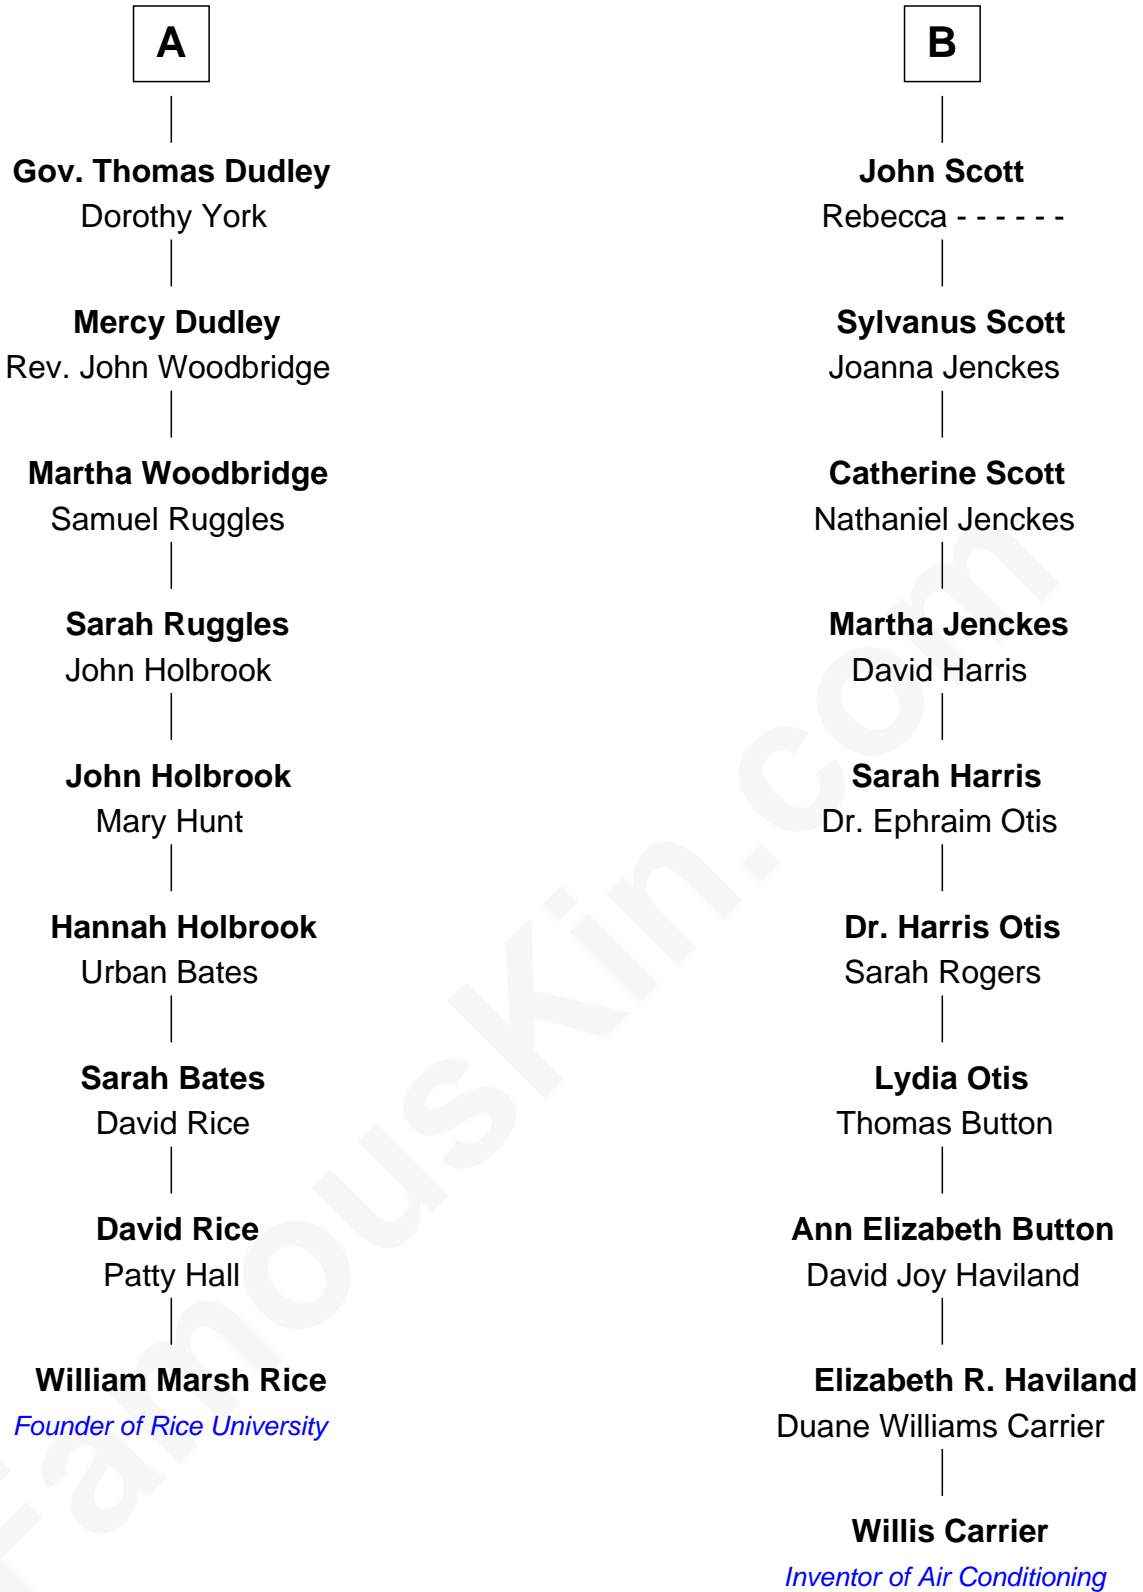 A
Gov. Thomas Dudley
Dorothy York
Mercy Dudley
Rev. John Woodbridge
Martha Woodbridge
Samuel Ruggles
Sarah Ruggles
John Holbrook
John Holbrook
Mary Hunt
Hannah Holbrook
Urban Bates
Sarah Bates
David Rice
David Rice
Patty Hall
William Marsh Rice
Founder of Rice University
B
John Scott
Rebecca - - - - - -
Sylvanus Scott
Joanna Jenckes
Catherine Scott
Nathaniel Jenckes
Martha Jenckes
David Harris
Sarah Harris
Dr. Ephraim Otis
Dr. Harris Otis
Sarah Rogers
Lydia Otis
Thomas Button
Ann Elizabeth Button
David Joy Haviland
Elizabeth R. Haviland
Duane Williams Carrier
Willis Carrier
Inventor of Air Conditioning
FamousKin.com